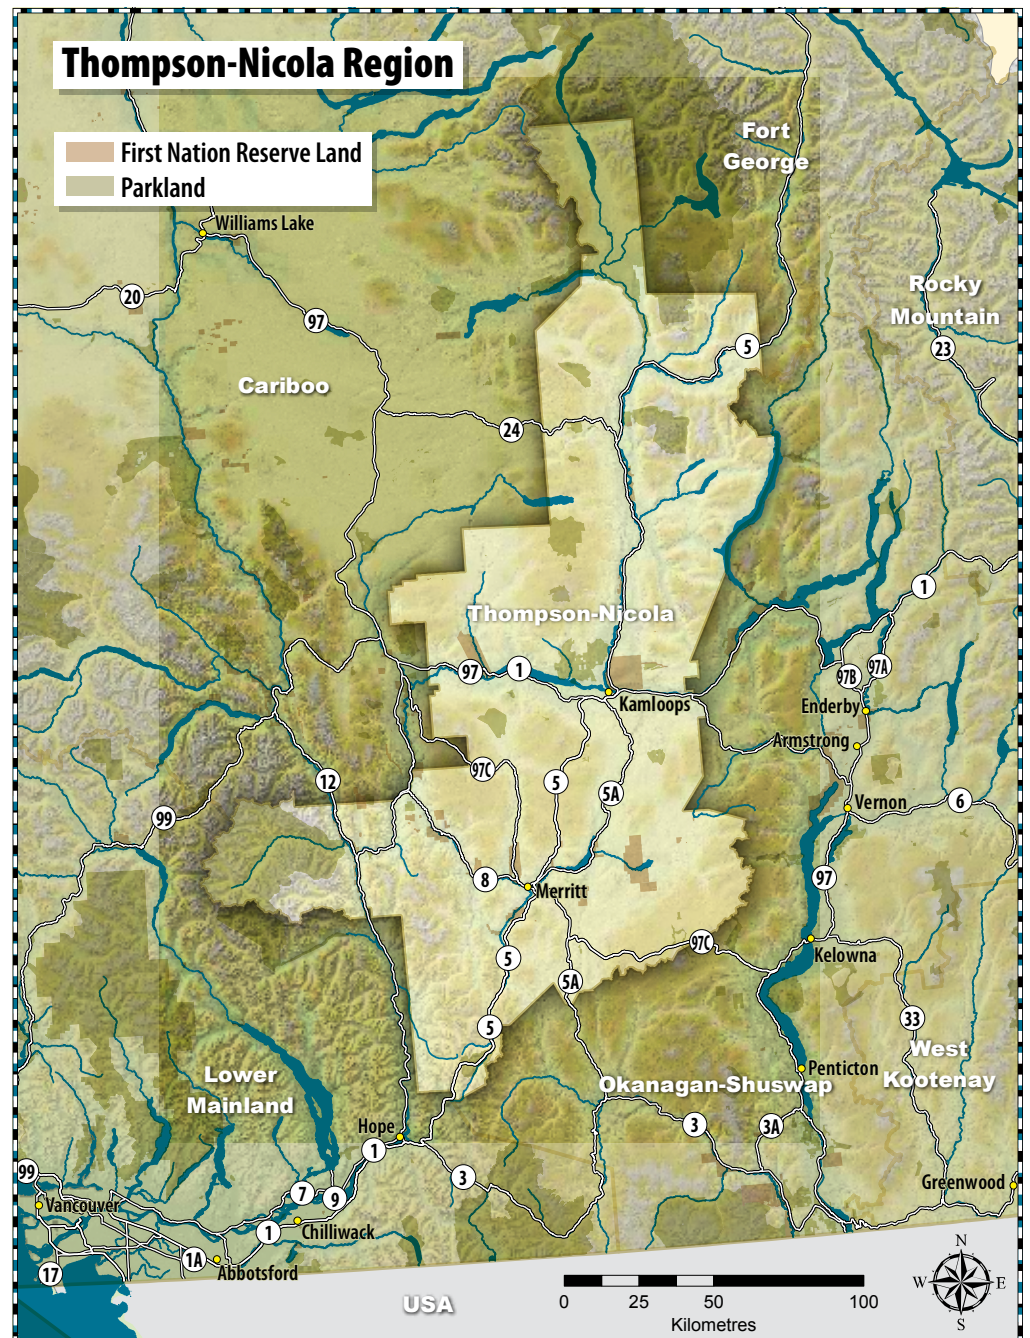 Thompson-Nicola Region
First Nation Reserve Land
Parkland
Fort
George
Williams Lake
Rocky
Mountain
20
97
23
5
Cariboo
24
1
Thompson-Nicola
97
1
97B
97A
Kamloops
Enderby
Armstrong
97C
12
5
5A
Vernon
6
99
8
Merritt
97
97C
Kelowna
5
5A
33
5
West
Kootenay
Lower
Mainland
Penticton
Okanagan-Shuswap
Hope
3
3A
1
99
3
Greenwood
7
9
Vancouver
Chilliwack
1
1A
Abbotsford
17
USA
N
W
E
S
0
25
50
100
Kilometres